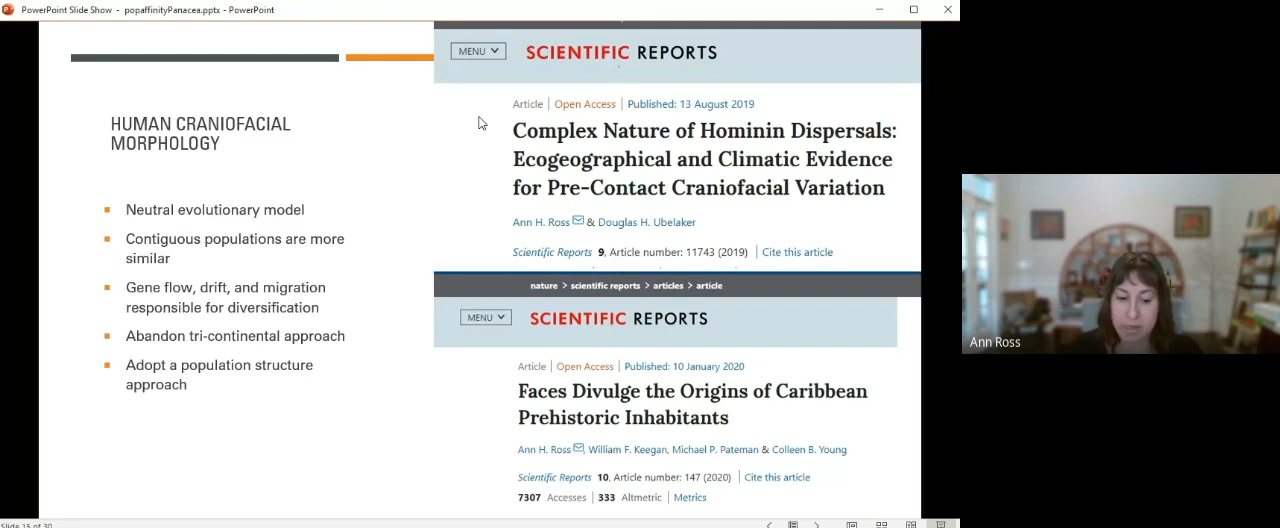 PowerPoint Slide Show - popaffinityPanacea.pptx - PowerPoint
HUMAN CRANIOFACIAL
MORPHOLOGY
Neutral evolutionary model
Contiguous populations are more
similar
Gene flow, drift, and migration
responsible for diversification
Abandon tri-continental approach
Adopt a population structure
approach
MENU
SCIENTIFIC REPORTS
Article | Open Access | Published: 13 August 2019
Complex Nature of Hominin Dispersals:
Ecogeographical and Climatic Evidence
for Pre-Contact Craniofacial Variation
Ann H. Ross & Douglas H. Ubelaker
Scientific Reports 9, Article number: 11743 (2019) | Cite this article
nature > scientific reports > articles > article
MENU
SCIENTIFIC REPORTS
Article | Open Access | Published: 10 January 2020
Faces Divulge the Origins of Caribbean
Prehistoric Inhabitants
Ann H. Ross, William F. Keegan, Michael P. Pateman & Colleen B. Young
Scientific Reports 10, Article number: 147 (2020) | Cite this article
7307 Accesses | 333 Altmetric | Metrics
Ann Ross
Slide 15 of 30